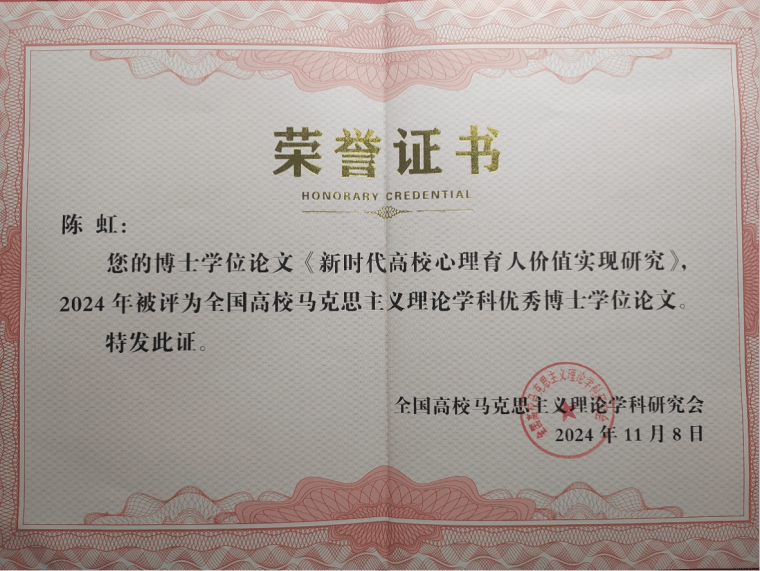 荣誉证书
HONORARY CREDENTIAL
陈 虹:
您的博士学位论文《新时代高校心理育人价值实现研究》,
2024 年被评为全国高校马克思主义理论学科优秀博士学位论文。
特发此证。
全国高校马克思主义理论学科研究会
2024 年 11 月 8 日